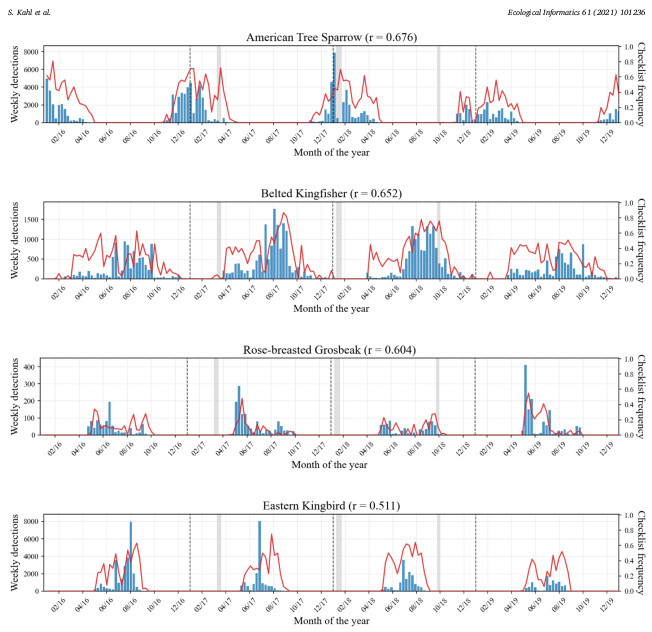 S. Kahl et al.
Ecological Informatics 61 (2021) 101236
American Tree Sparrow (r = 0.676)
Weekly detections
8000
6000
4000
2000
0
1.0
0.8
0.6
0.4
0.2
0.0
Checklist frequency
02/16 04/16 06/16 08/16 10/16 12/16 02/17 04/17 06/17 08/17 10/17 12/17 02/18 04/18 06/18 08/18 10/18 12/18 02/19 04/19 06/19 08/19 10/19 12/19
Month of the year
Belted Kingfisher (r = 0.652)
Weekly detections
1500
1000
500
0
1.0
0.8
0.6
0.4
0.2
0.0
Checklist frequency
02/16 04/16 06/16 08/16 10/16 12/16 02/17 04/17 06/17 08/17 10/17 12/17 02/18 04/18 06/18 08/18 10/18 12/18 02/19 04/19 06/19 08/19 10/19 12/19
Month of the year
Rose-breasted Grosbeak (r = 0.604)
Weekly detections
400
300
200
100
0
1.0
0.8
0.6
0.4
0.2
0.0
Checklist frequency
02/16 04/16 06/16 08/16 10/16 12/16 02/17 04/17 06/17 08/17 10/17 12/17 02/18 04/18 06/18 08/18 10/18 12/18 02/19 04/19 06/19 08/19 10/19 12/19
Month of the year
Eastern Kingbird (r = 0.511)
Weekly detections
8000
6000
4000
2000
0
1.0
0.8
0.6
0.4
0.2
0.0
Checklist frequency
02/16 04/16 06/16 08/16 10/16 12/16 02/17 04/17 06/17 08/17 10/17 12/17 02/18 04/18 06/18 08/18 10/18 12/18 02/19 04/19 06/19 08/19 10/19 12/19
Month of the year